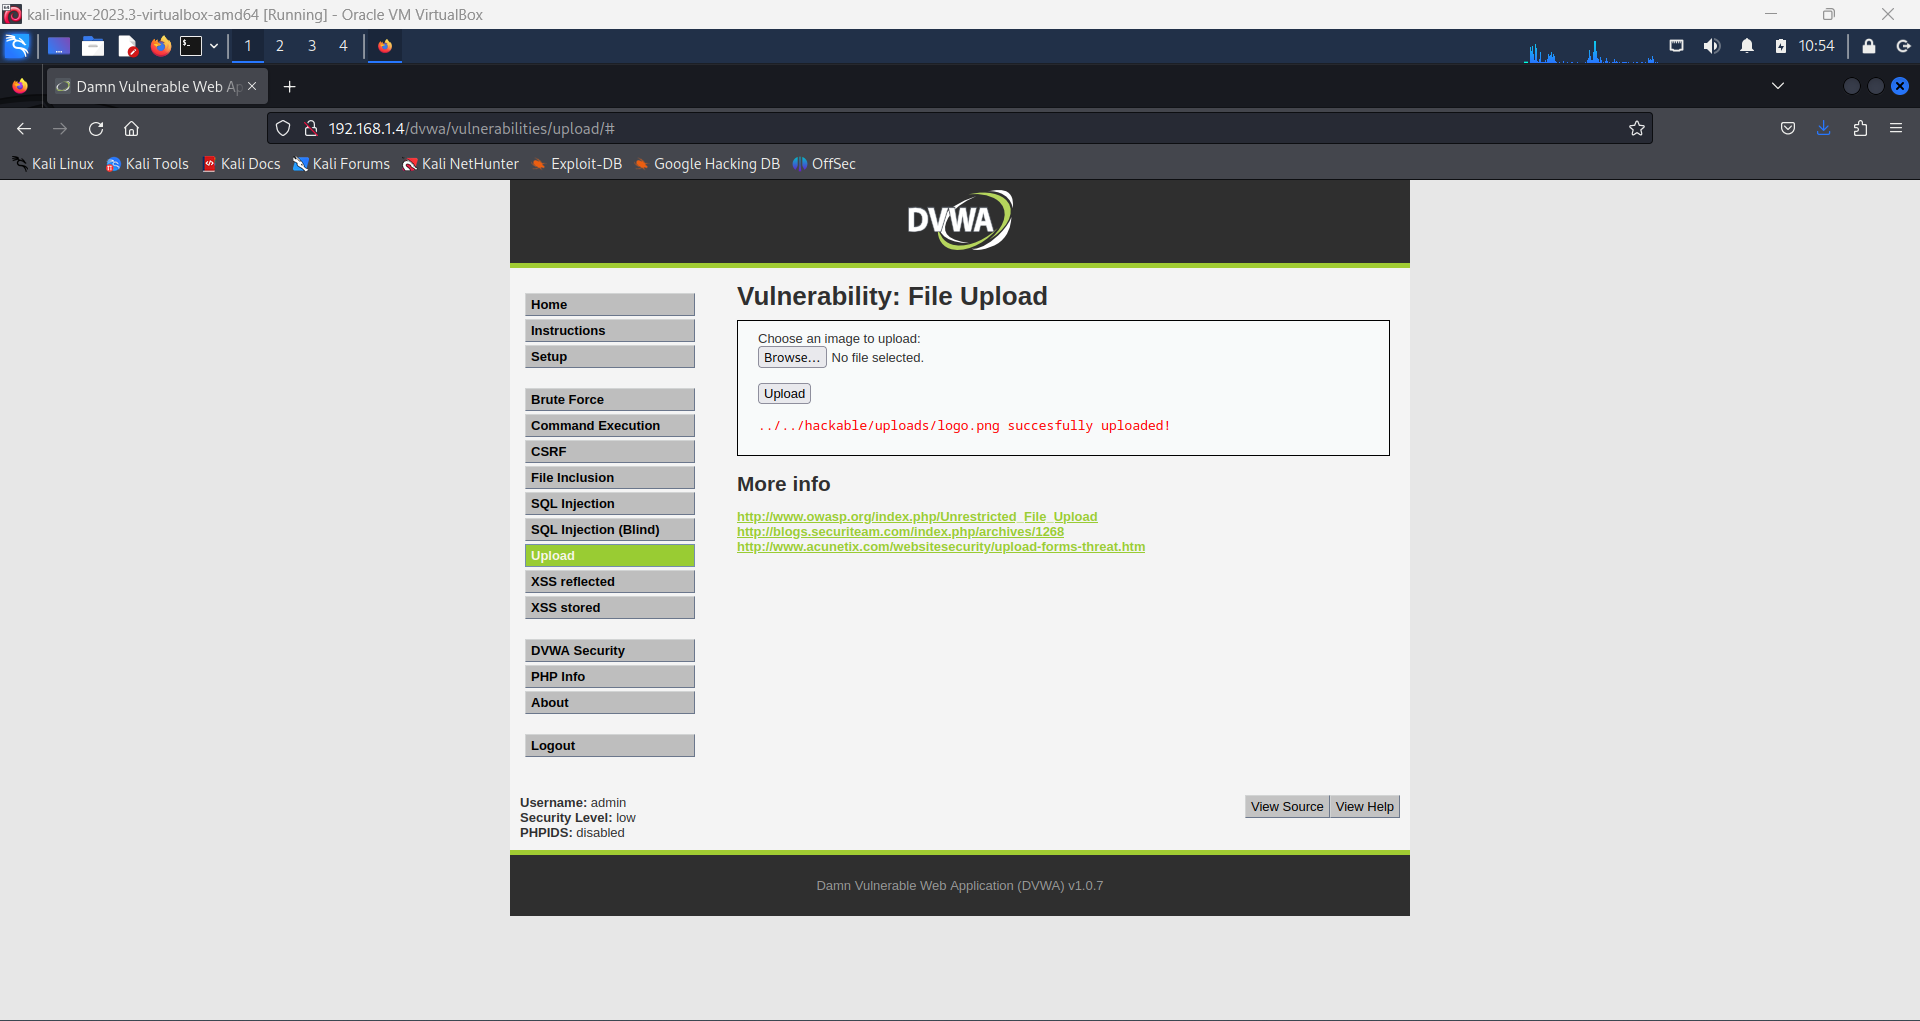 kali-linux-2023.3-virtualbox-amd64 [Running] - Oracle VM VirtualBox
1 2 3 4 10:54
Damn Vulnerable Web Ap
192.168.1.4/dvwa/vulnerabilities/upload/#
Kali Linux Kali Tools Kali Docs Kali Forums Kali NetHunter Exploit-DB Google Hacking DB OffSec
DVWA
Home
Instructions
Setup
Brute Force
Command Execution
CSRF
File Inclusion
SQL Injection
SQL Injection (Blind)
Upload
XSS reflected
XSS stored
DVWA Security
PHP Info
About
Logout
Vulnerability: File Upload
Choose an image to upload:
Browse... No file selected.
Upload
../../hackable/uploads/logo.png succesfully uploaded!
More info
http://www.owasp.org/index.php/Unrestricted_File_Upload
http://blogs.securiteam.com/index.php/archives/1268
http://www.acunetix.com/websitesecurity/upload-forms-threat.htm
Username: admin
Security Level: low
PHPIDS: disabled
View Source View Help
Damn Vulnerable Web Application (DVWA) v1.0.7